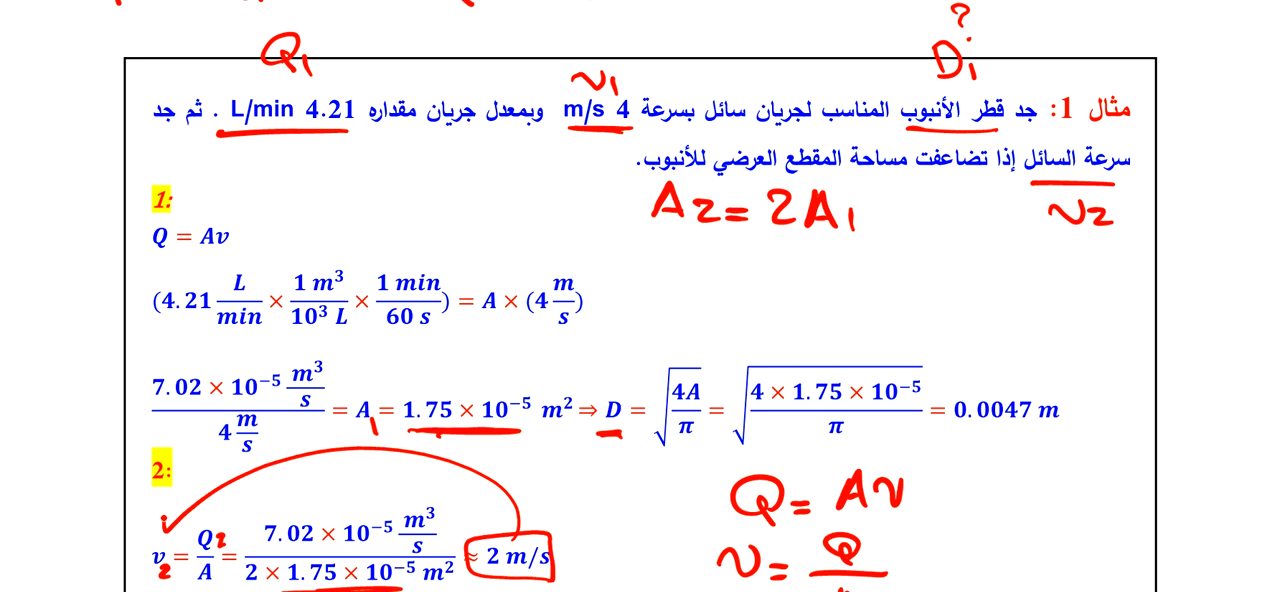 ?
Q1
D1
v1
مثال 1: جد قطر الأنبوب المناسب لجريان سائل بسرعة 4 m/s وبمعدل جريان مقداره 4.21 L/min . ثم جد
سرعة السائل إذا تضاعفت مساحة المقطع العرضي للأنبوب.
A2 = 2A1
v2
1:
Q = Av
(4.21 L/min × 1 m³/10³ L × 1 min/60 s) = A × (4 m/s)
7.02 × 10⁻⁵ m³/s / 4 m/s = A1 = 1.75 × 10⁻⁵ m² ⇒ D = √(4A/π) = √(4 × 1.75 × 10⁻⁵/π) = 0.0047 m
2:
Q = Av
v2 = Q2/A = 7.02 × 10⁻⁵ m³/s / 2 × 1.75 × 10⁻⁵ m² ≈ 2 m/s
v = Q